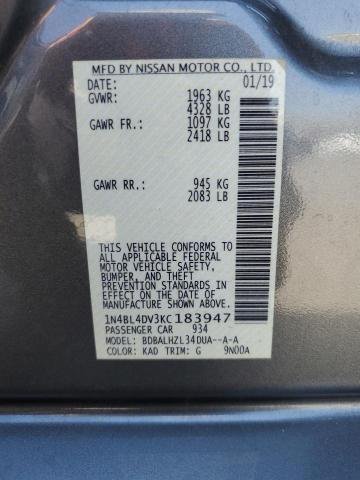 MFD BY NISSAN MOTOR CO., LTD.
DATE: 01/19
GVWR: 1963 KG
4328 LB
GAWR FR.: 1097 KG
2418 LB
GAWR RR.: 945 KG
2083 LB
THIS VEHICLE CONFORMS TO
ALL APPLICABLE FEDERAL
MOTOR VEHICLE SAFETY,
BUMPER, AND THEFT
PREVENTION STANDARDS IN
EFFECT ON THE DATE OF
MANUFACTURE SHOWN ABOVE.
1N4BL4DV3KC183947
PASSENGER CAR 934
MODEL: BDBALHZL34DUA--A-A
COLOR: KAD TRIM: G 9N00A